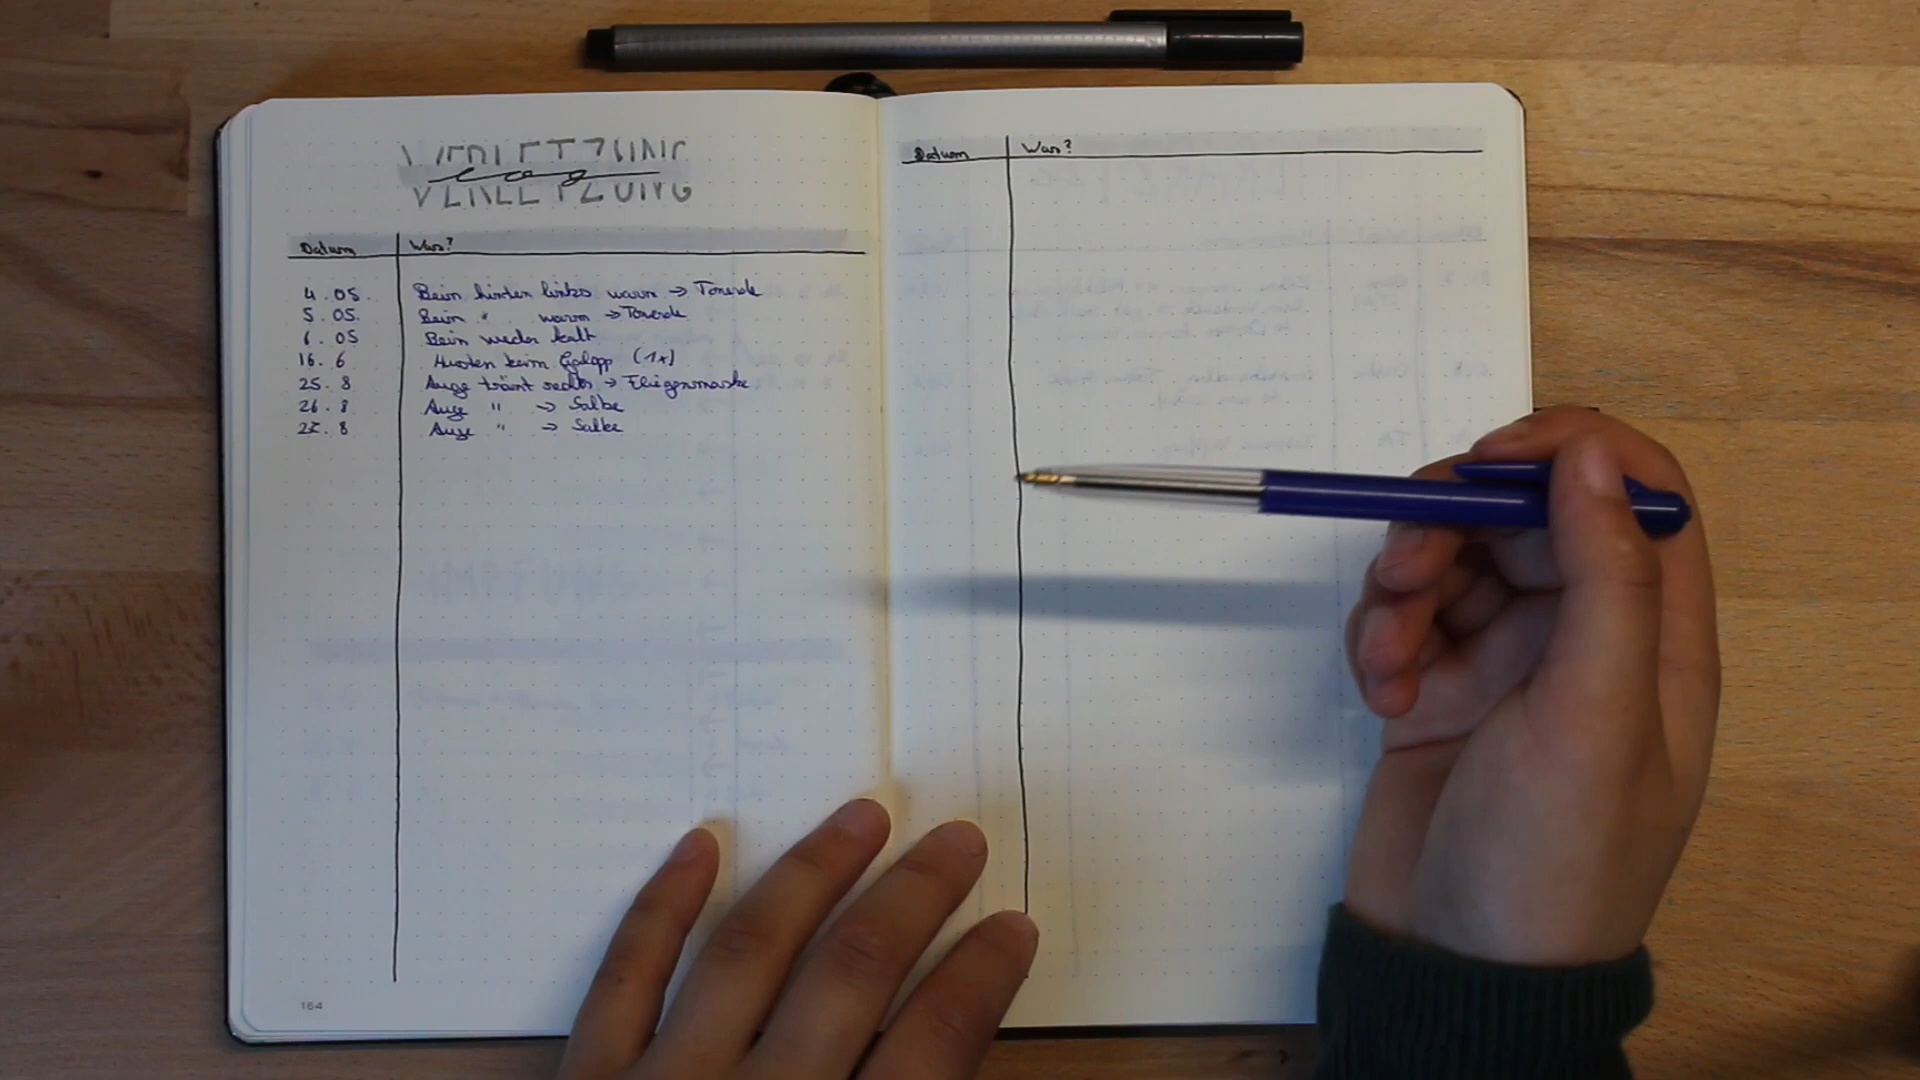 VERLETZUNG
log
Datum Was?
4.05. Bein hinten links warm → Tonerde
5.05. Bein " warm → Tonerde
6.05 Bein wieder kalt
16.6 Husten beim Galopp (1x)
25.8 Auge tränt rechts → Fliegenmaske
26.8 Auge " → Salbe
27.8 Auge " → Salbe
164
Datum Was?